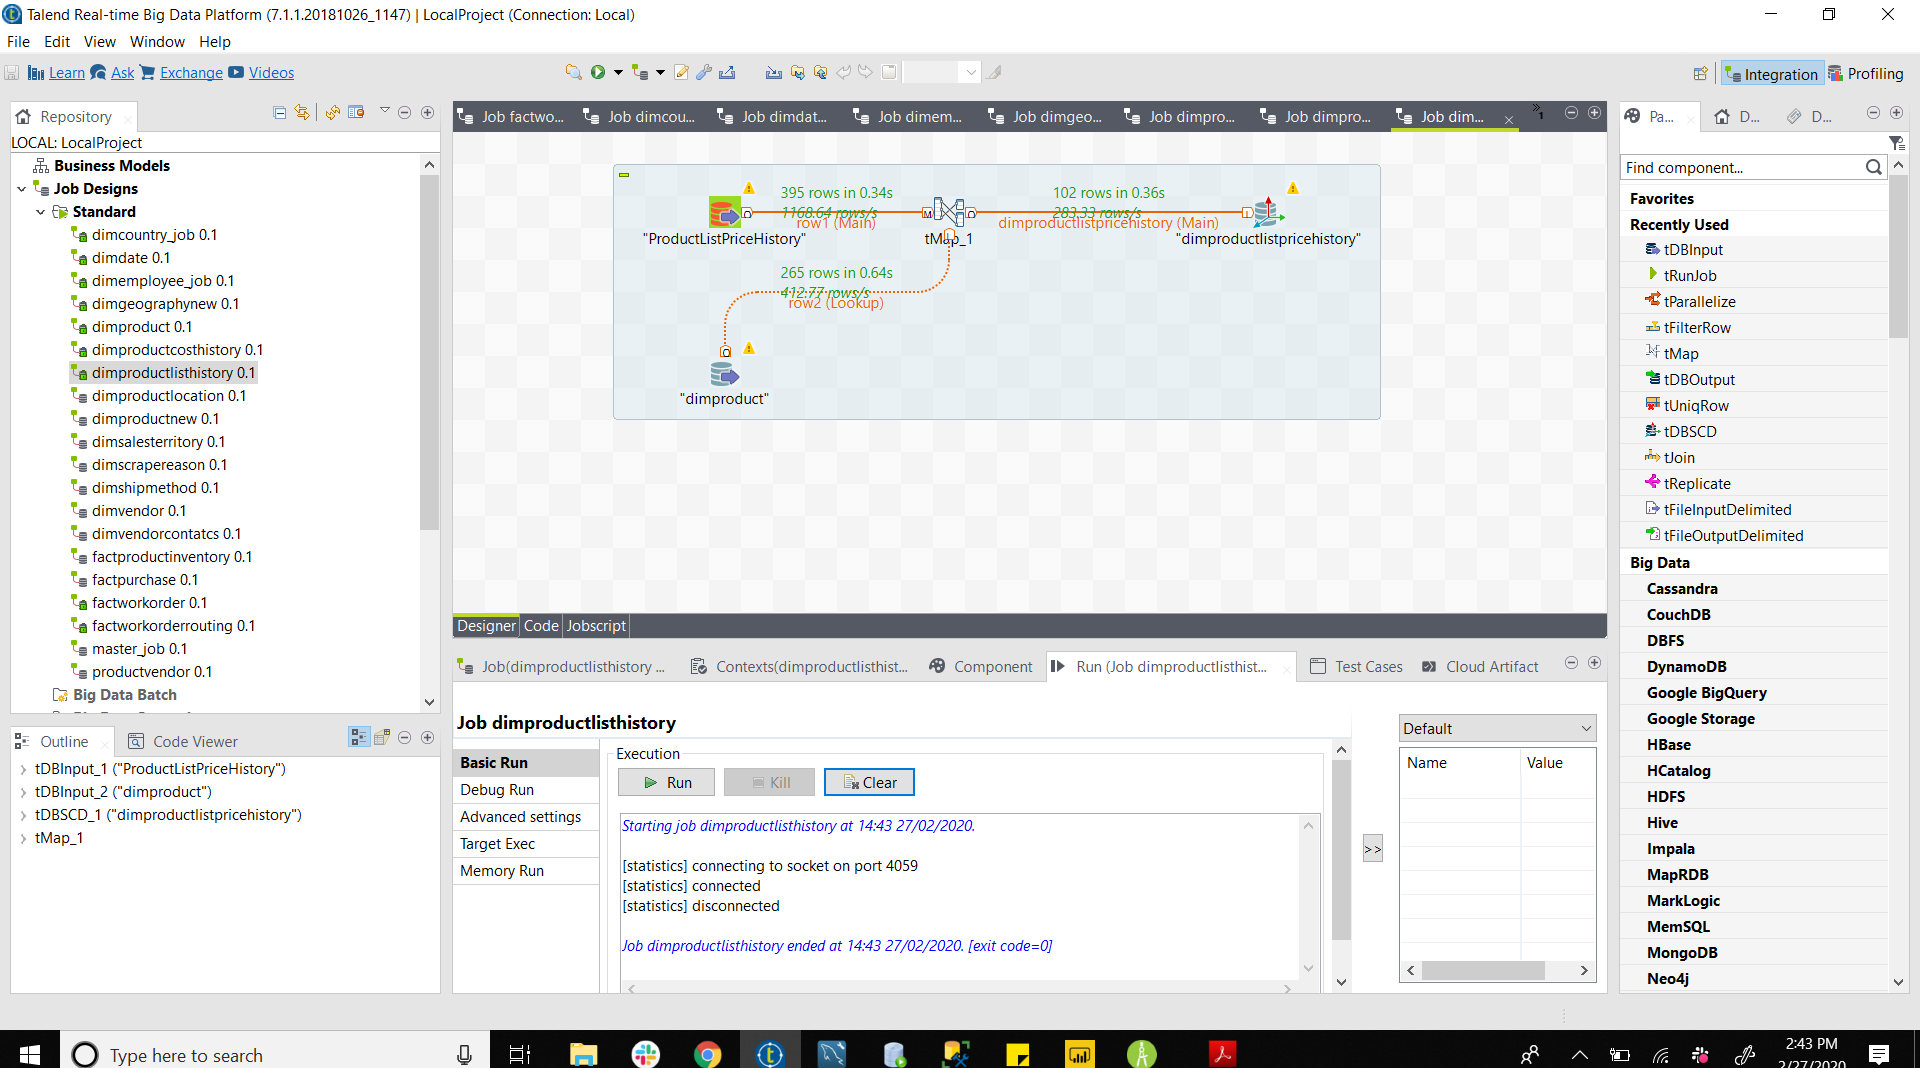 Talend Real-time Big Data Platform (7.1.1.20181026_1147) | LocalProject (Connection: Local)
File Edit View Window Help
Learn Ask Exchange Videos
Integration Profiling
Repository
LOCAL: LocalProject
Business Models
Job Designs
Standard
dimcountry_job 0.1
dimdate 0.1
dimemployee_job 0.1
dimgeographynew 0.1
dimproduct 0.1
dimproductcosthistory 0.1
dimproductlisthistory 0.1
dimproductlocation 0.1
dimproductnew 0.1
dimsalesterritory 0.1
dimscrapereason 0.1
dimshipmethod 0.1
dimvendor 0.1
dimvendorcontatcs 0.1
factproductinventory 0.1
factpurchase 0.1
factworkorder 0.1
factworkorderrouting 0.1
master_job 0.1
productvendor 0.1
Big Data Batch
Outline Code Viewer
tDBInput_1 ("ProductListPriceHistory")
tDBInput_2 ("dimproduct")
tDBSCD_1 ("dimproductlistpricehistory")
tMap_1
Job factwo... Job dimcou... Job dimdat... Job dimem... Job dimgeo... Job dimpro... Job dimpro... Job dim... 1
395 rows in 0.34s
1168.64 rows/s
row1 (Main)
102 rows in 0.36s
283.33 rows/s
dimproductlistpricehistory (Main)
"ProductListPriceHistory" tMap_1 "dimproductlistpricehistory"
265 rows in 0.64s
412.77 rows/s
row2 (Lookup)
"dimproduct"
Designer Code Jobscript
Job(dimproductlisthistory ... Contexts(dimproductlisthist... Component Run (Job dimproductlisthist... Test Cases Cloud Artifact
Job dimproductlisthistory
Basic Run
Debug Run
Advanced settings
Target Exec
Memory Run
Execution
Run Kill Clear
Starting job dimproductlisthistory at 14:43 27/02/2020.
[statistics] connecting to socket on port 4059
[statistics] connected
[statistics] disconnected
Job dimproductlisthistory ended at 14:43 27/02/2020. [exit code=0]
>>
Default
Name Value
Pa... D... D...
Find component...
Favorites
Recently Used
tDBInput
tRunJob
tParallelize
tFilterRow
tMap
tDBOutput
tUniqRow
tDBSCD
tJoin
tReplicate
tFileInputDelimited
tFileOutputDelimited
Big Data
Cassandra
CouchDB
DBFS
DynamoDB
Google BigQuery
Google Storage
HBase
HCatalog
HDFS
Hive
Impala
MapRDB
MarkLogic
MemSQL
MongoDB
Neo4j
Type here to search
2:43 PM
2/27/2020